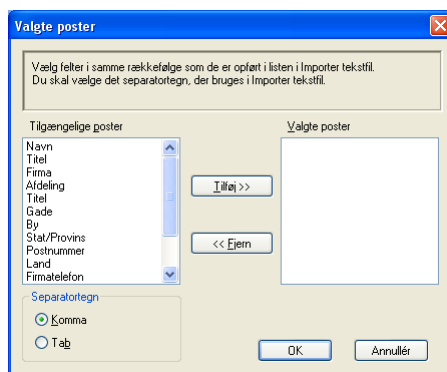 Valgte poster
Vælg felter i samme rækkefølge som de er opført i listen i Importer tekstfil.
Du skal vælge det separatortegn, der bruges i Importer tekstfil.
Tilgængelige poster
Valgte poster
Navn
Titel
Firma
Afdeling
Titel
Gade
By
Stat/Provins
Postnummer
Land
Firmatelefon
Tilføj >>
<< Fjern
Separatortegn
Komma
Tab
OK
Annullér